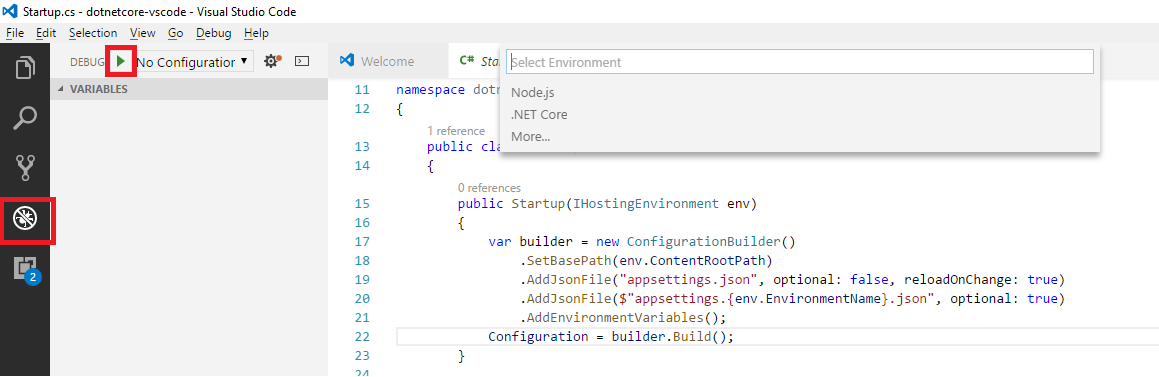 Startup.cs - dotnetcore-vscode - Visual Studio Code
File Edit Selection View Go Debug Help
DEBUG No Configuration
Welcome
C#
Select Environment
Node.js
.NET Core
More...
VARIABLES
11 namespace
12 {
1 reference
13 public
14 {
0 references
15 public Startup(IHostingEnvironment env)
16 {
17 var builder = new ConfigurationBuilder()
18 .SetBasePath(env.ContentRootPath)
19 .AddJsonFile("appsettings.json", optional: false, reloadOnChange: true)
20 .AddJsonFile($"appsettings.{env.EnvironmentName}.json", optional: true)
21 .AddEnvironmentVariables();
22 Configuration = builder.Build();
23 }
24
2